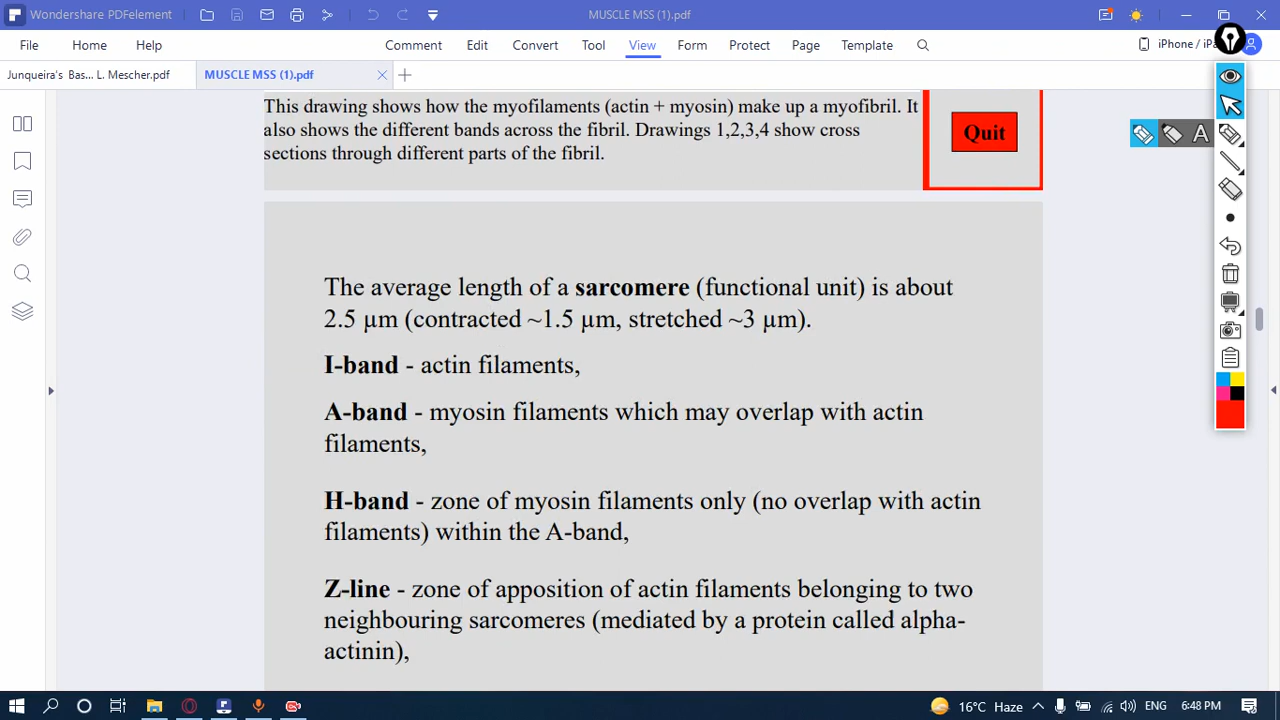 Wondershare PDFelement
MUSCLE MSS (1).pdf
File Home Help Comment Edit Convert Tool View Form Protect Page Template iPhone / iPa
Junqueira's Bas... L. Mescher.pdf
MUSCLE MSS (1).pdf
This drawing shows how the myofilaments (actin + myosin) make up a myofibril. It
also shows the different bands across the fibril. Drawings 1,2,3,4 show cross
sections through different parts of the fibril.
Quit
A
The average length of a sarcomere (functional unit) is about
2.5 µm (contracted ~1.5 µm, stretched ~3 µm).
I-band - actin filaments,
A-band - myosin filaments which may overlap with actin
filaments,
H-band - zone of myosin filaments only (no overlap with actin
filaments) within the A-band,
Z-line - zone of apposition of actin filaments belonging to two
neighbouring sarcomeres (mediated by a protein called alpha-
actinin),
16°C Haze ENG 6:48 PM